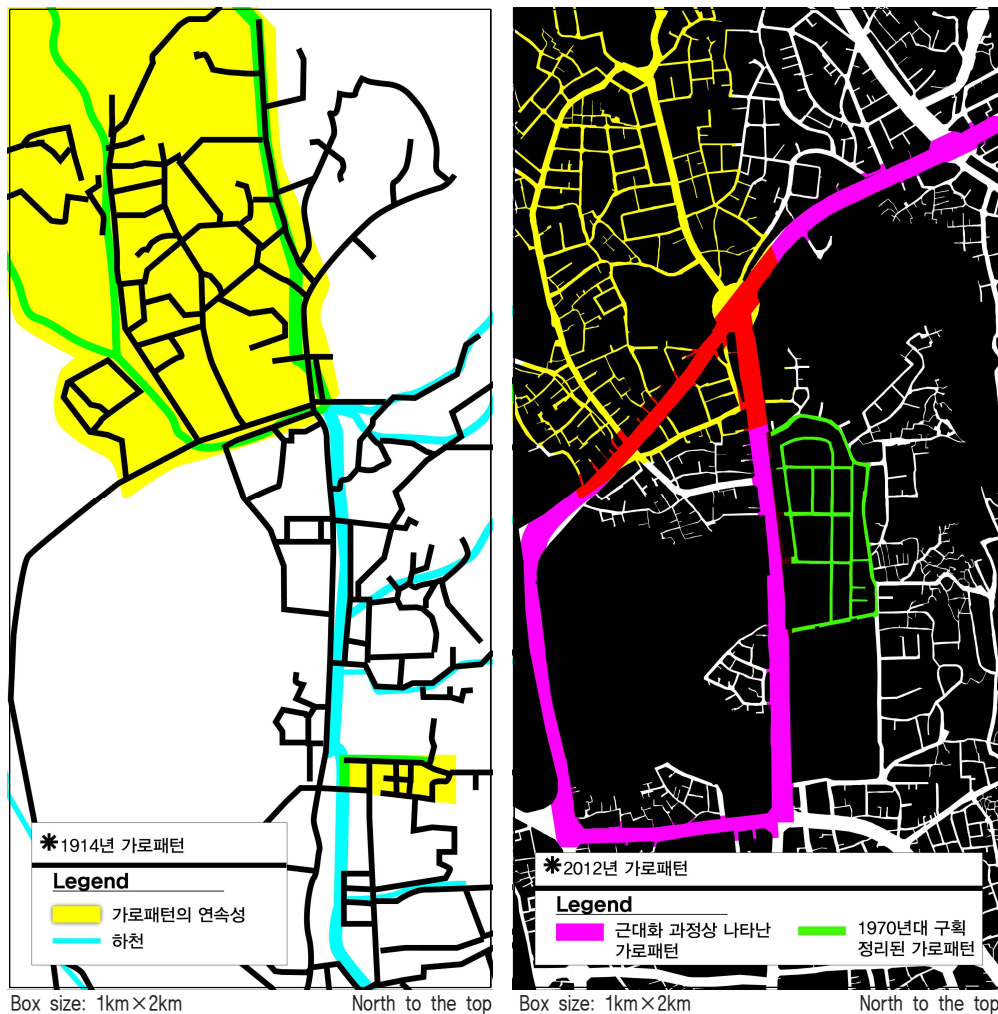 *1914년 가로패턴
Legend
가로패턴의 연속성
하천
Box size: 1km×2km
North to the top
*2012년 가로패턴
Legend
근대화 과정상 나타난
가로패턴
1970년대 구획
정리된 가로패턴
Box size: 1km×2km
North to the top